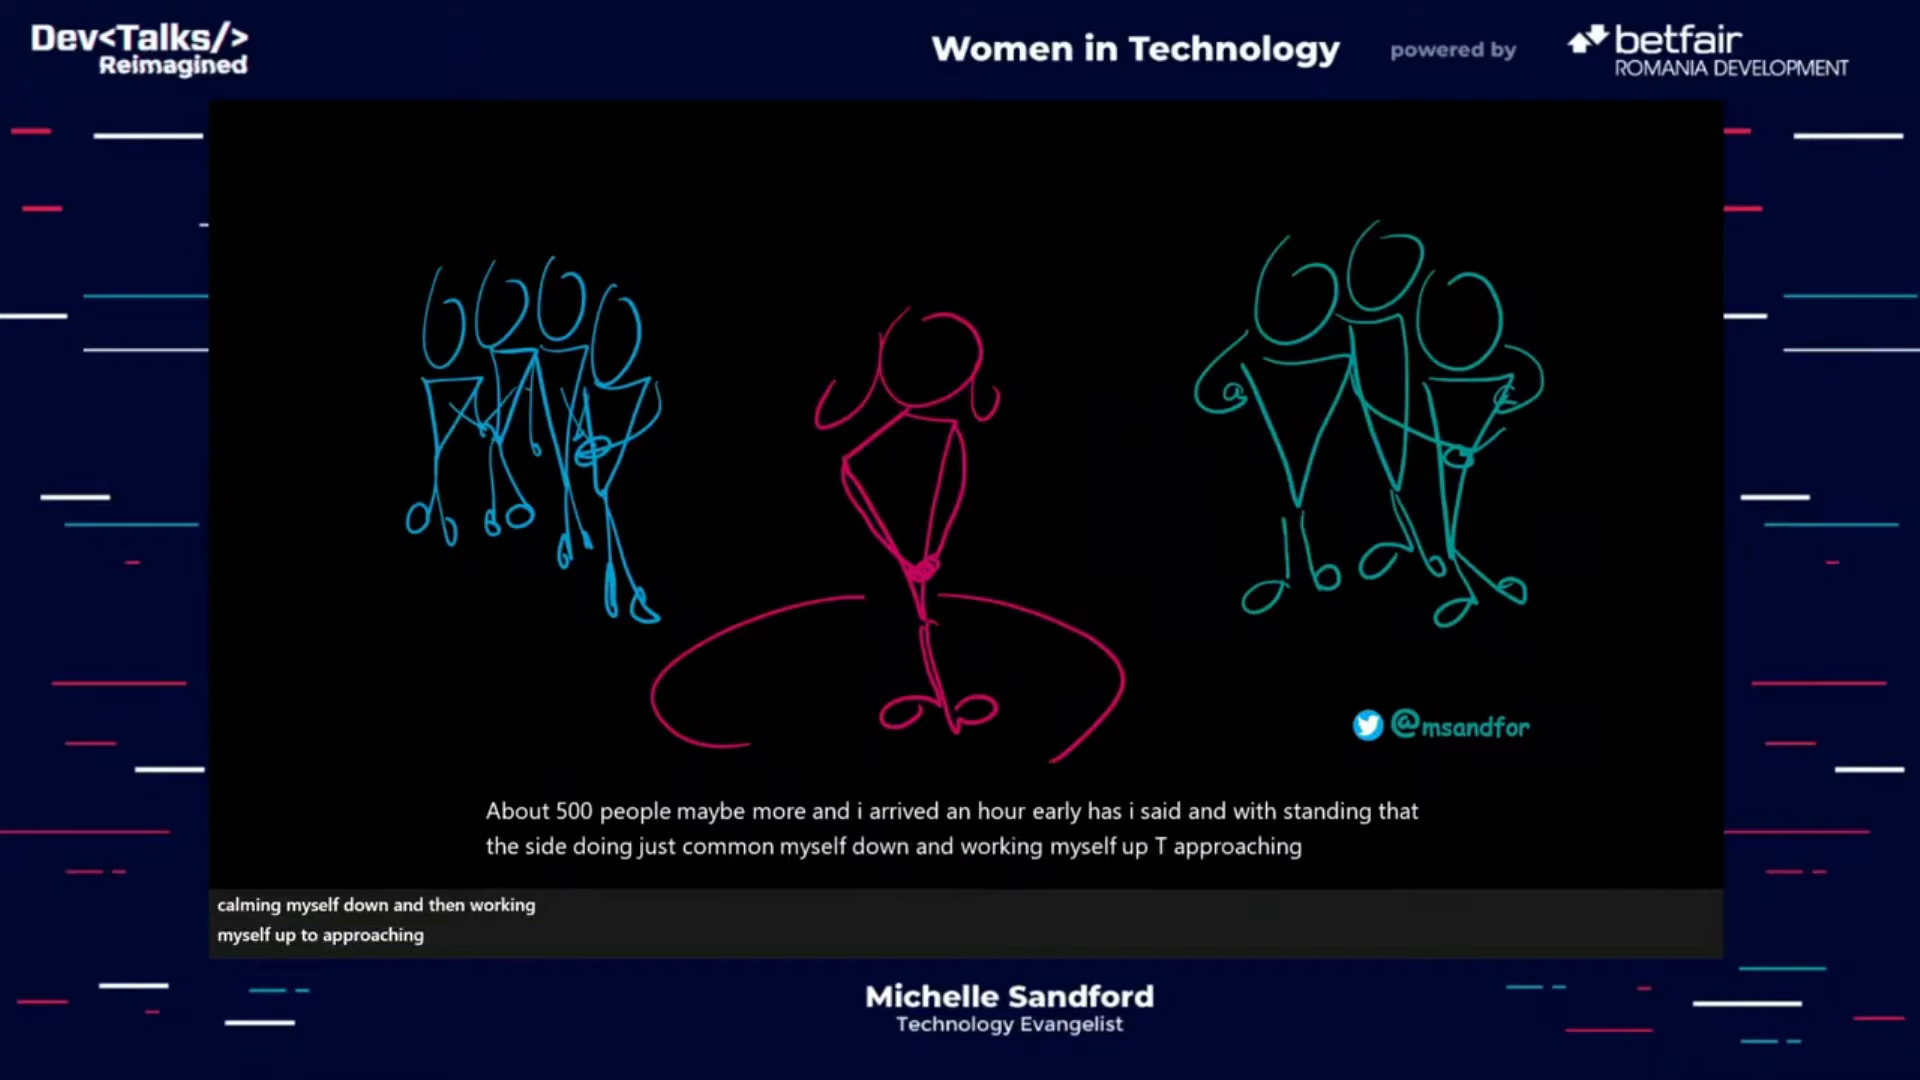 Dev<Talks/>
Reimagined
Women in Technology
powered by
betfair
ROMANIA DEVELOPMENT
@msandfor
About 500 people maybe more and i arrived an hour early has i said and with standing that
the side doing just common myself down and working myself up T approaching
calming myself down and then working
myself up to approaching
Michelle Sandford
Technology Evangelist